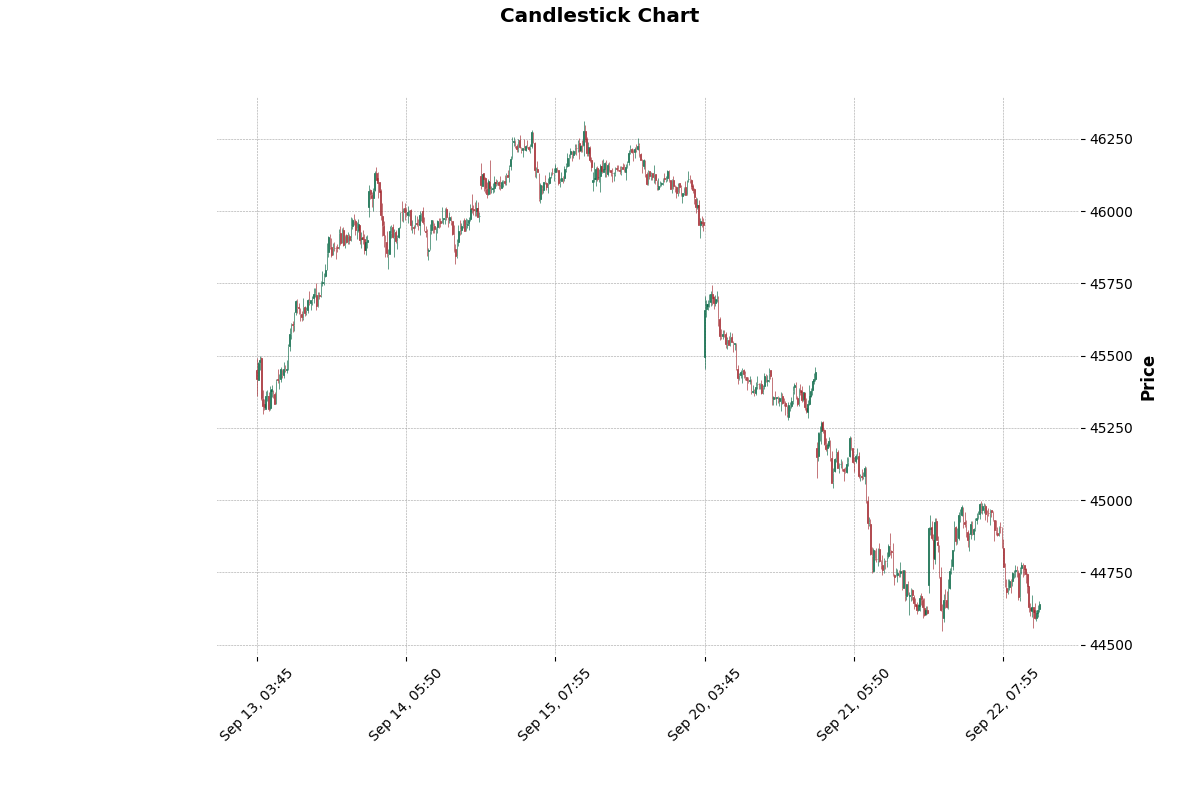 Candlestick Chart
46250
46000
45750
45500
45250
45000
44750
44500
Price
Sep 13, 03:45
Sep 14, 05:50
Sep 15, 07:55
Sep 20, 03:45
Sep 21, 05:50
Sep 22, 07:55